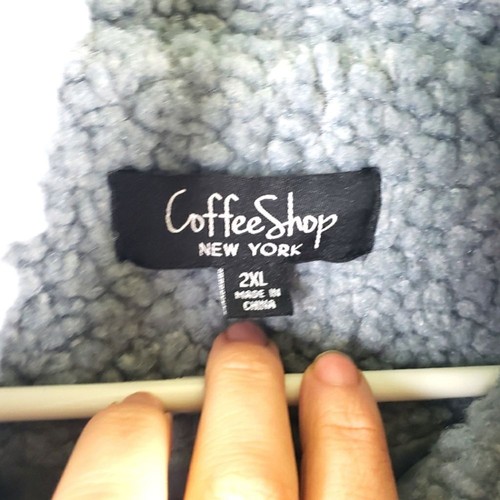 CoffeeShop
NEW YORK
2XL
MADE IN
CHINA